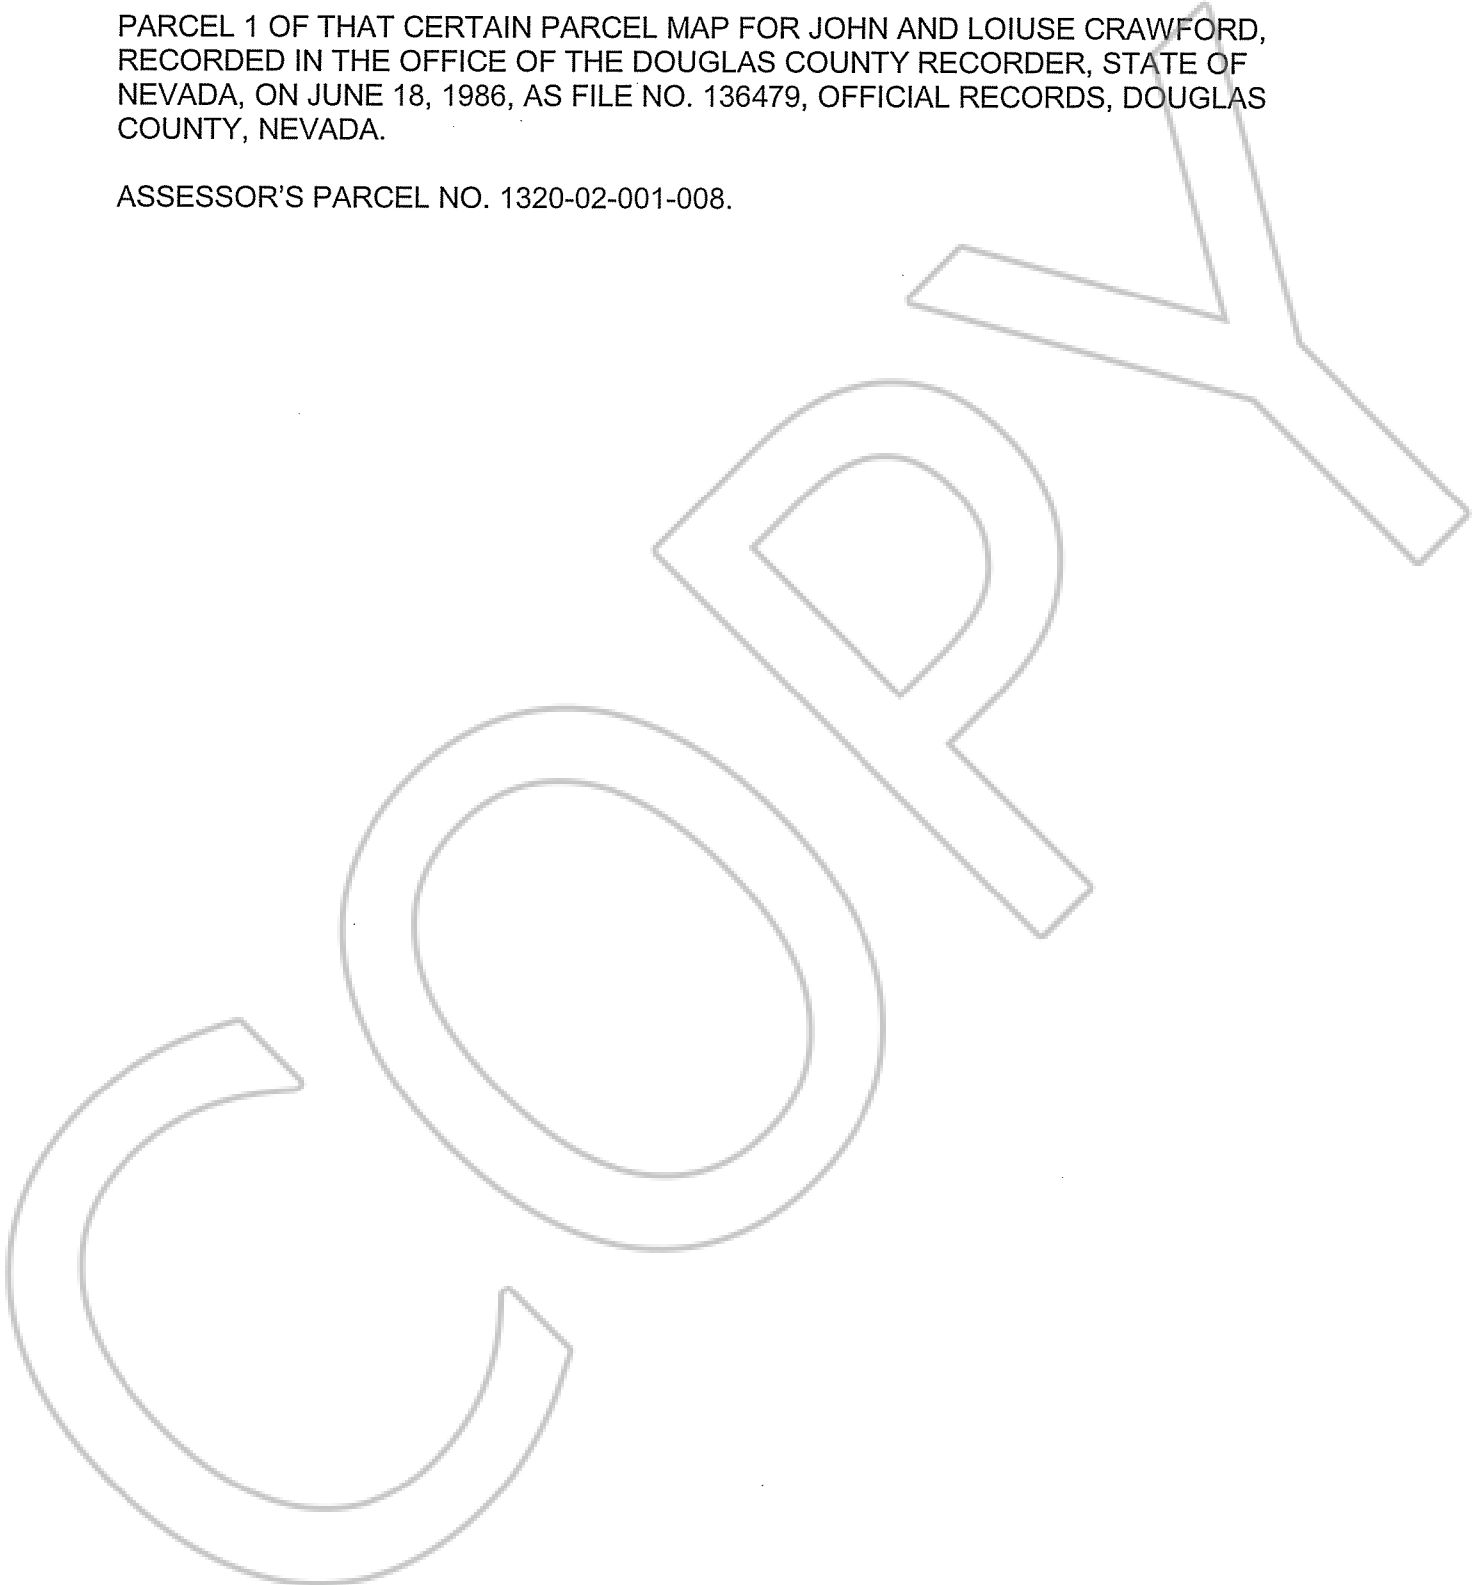 PARCEL 1 OF THAT CERTAIN PARCEL MAP FOR JOHN AND LOIUSE CRAWFORD,
RECORDED IN THE OFFICE OF THE DOUGLAS COUNTY RECORDER, STATE OF
NEVADA, ON JUNE 18, 1986, AS FILE NO. 136479, OFFICIAL RECORDS, DOUGLAS
COUNTY, NEVADA.
ASSESSOR'S PARCEL NO. 1320-02-001-008.
COPY